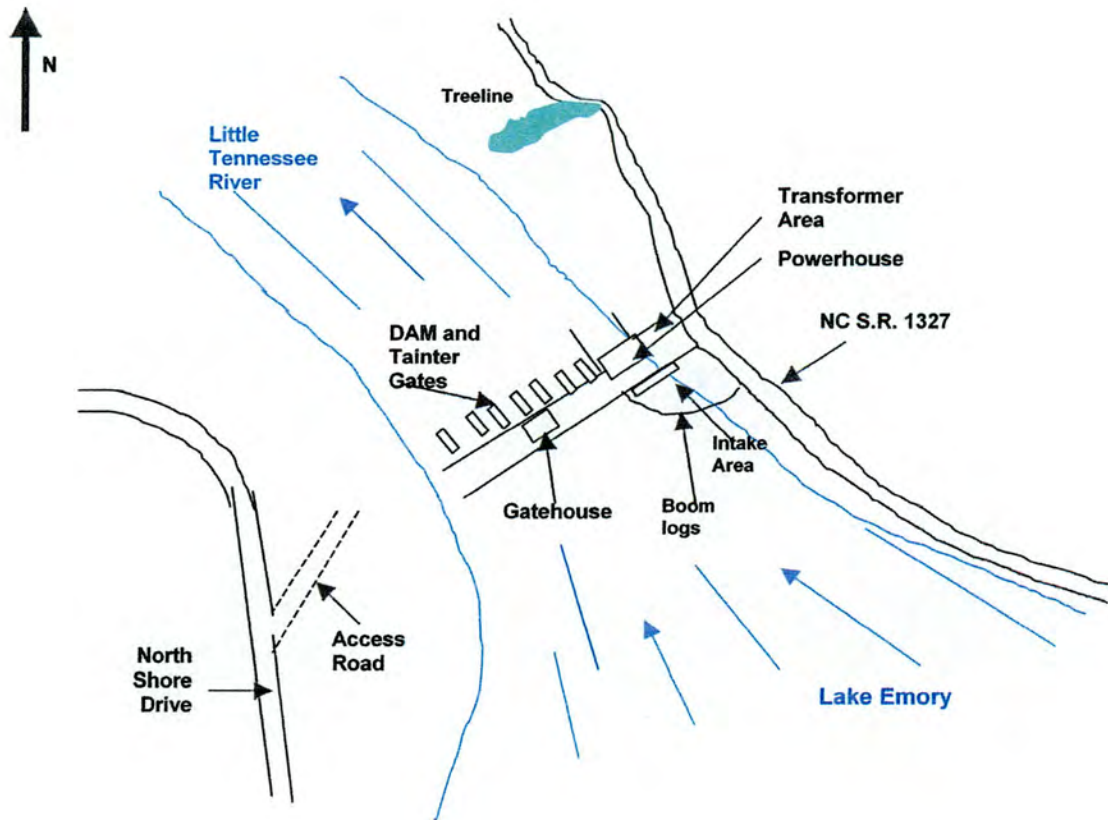 N
Treeline
Little
Tennessee
River
Transformer
Area
Powerhouse
NC S.R. 1327
DAM and
Tainter
Gates
Intake
Area
Gatehouse
Boom
logs
Access
Road
North
Shore
Drive
Lake Emory